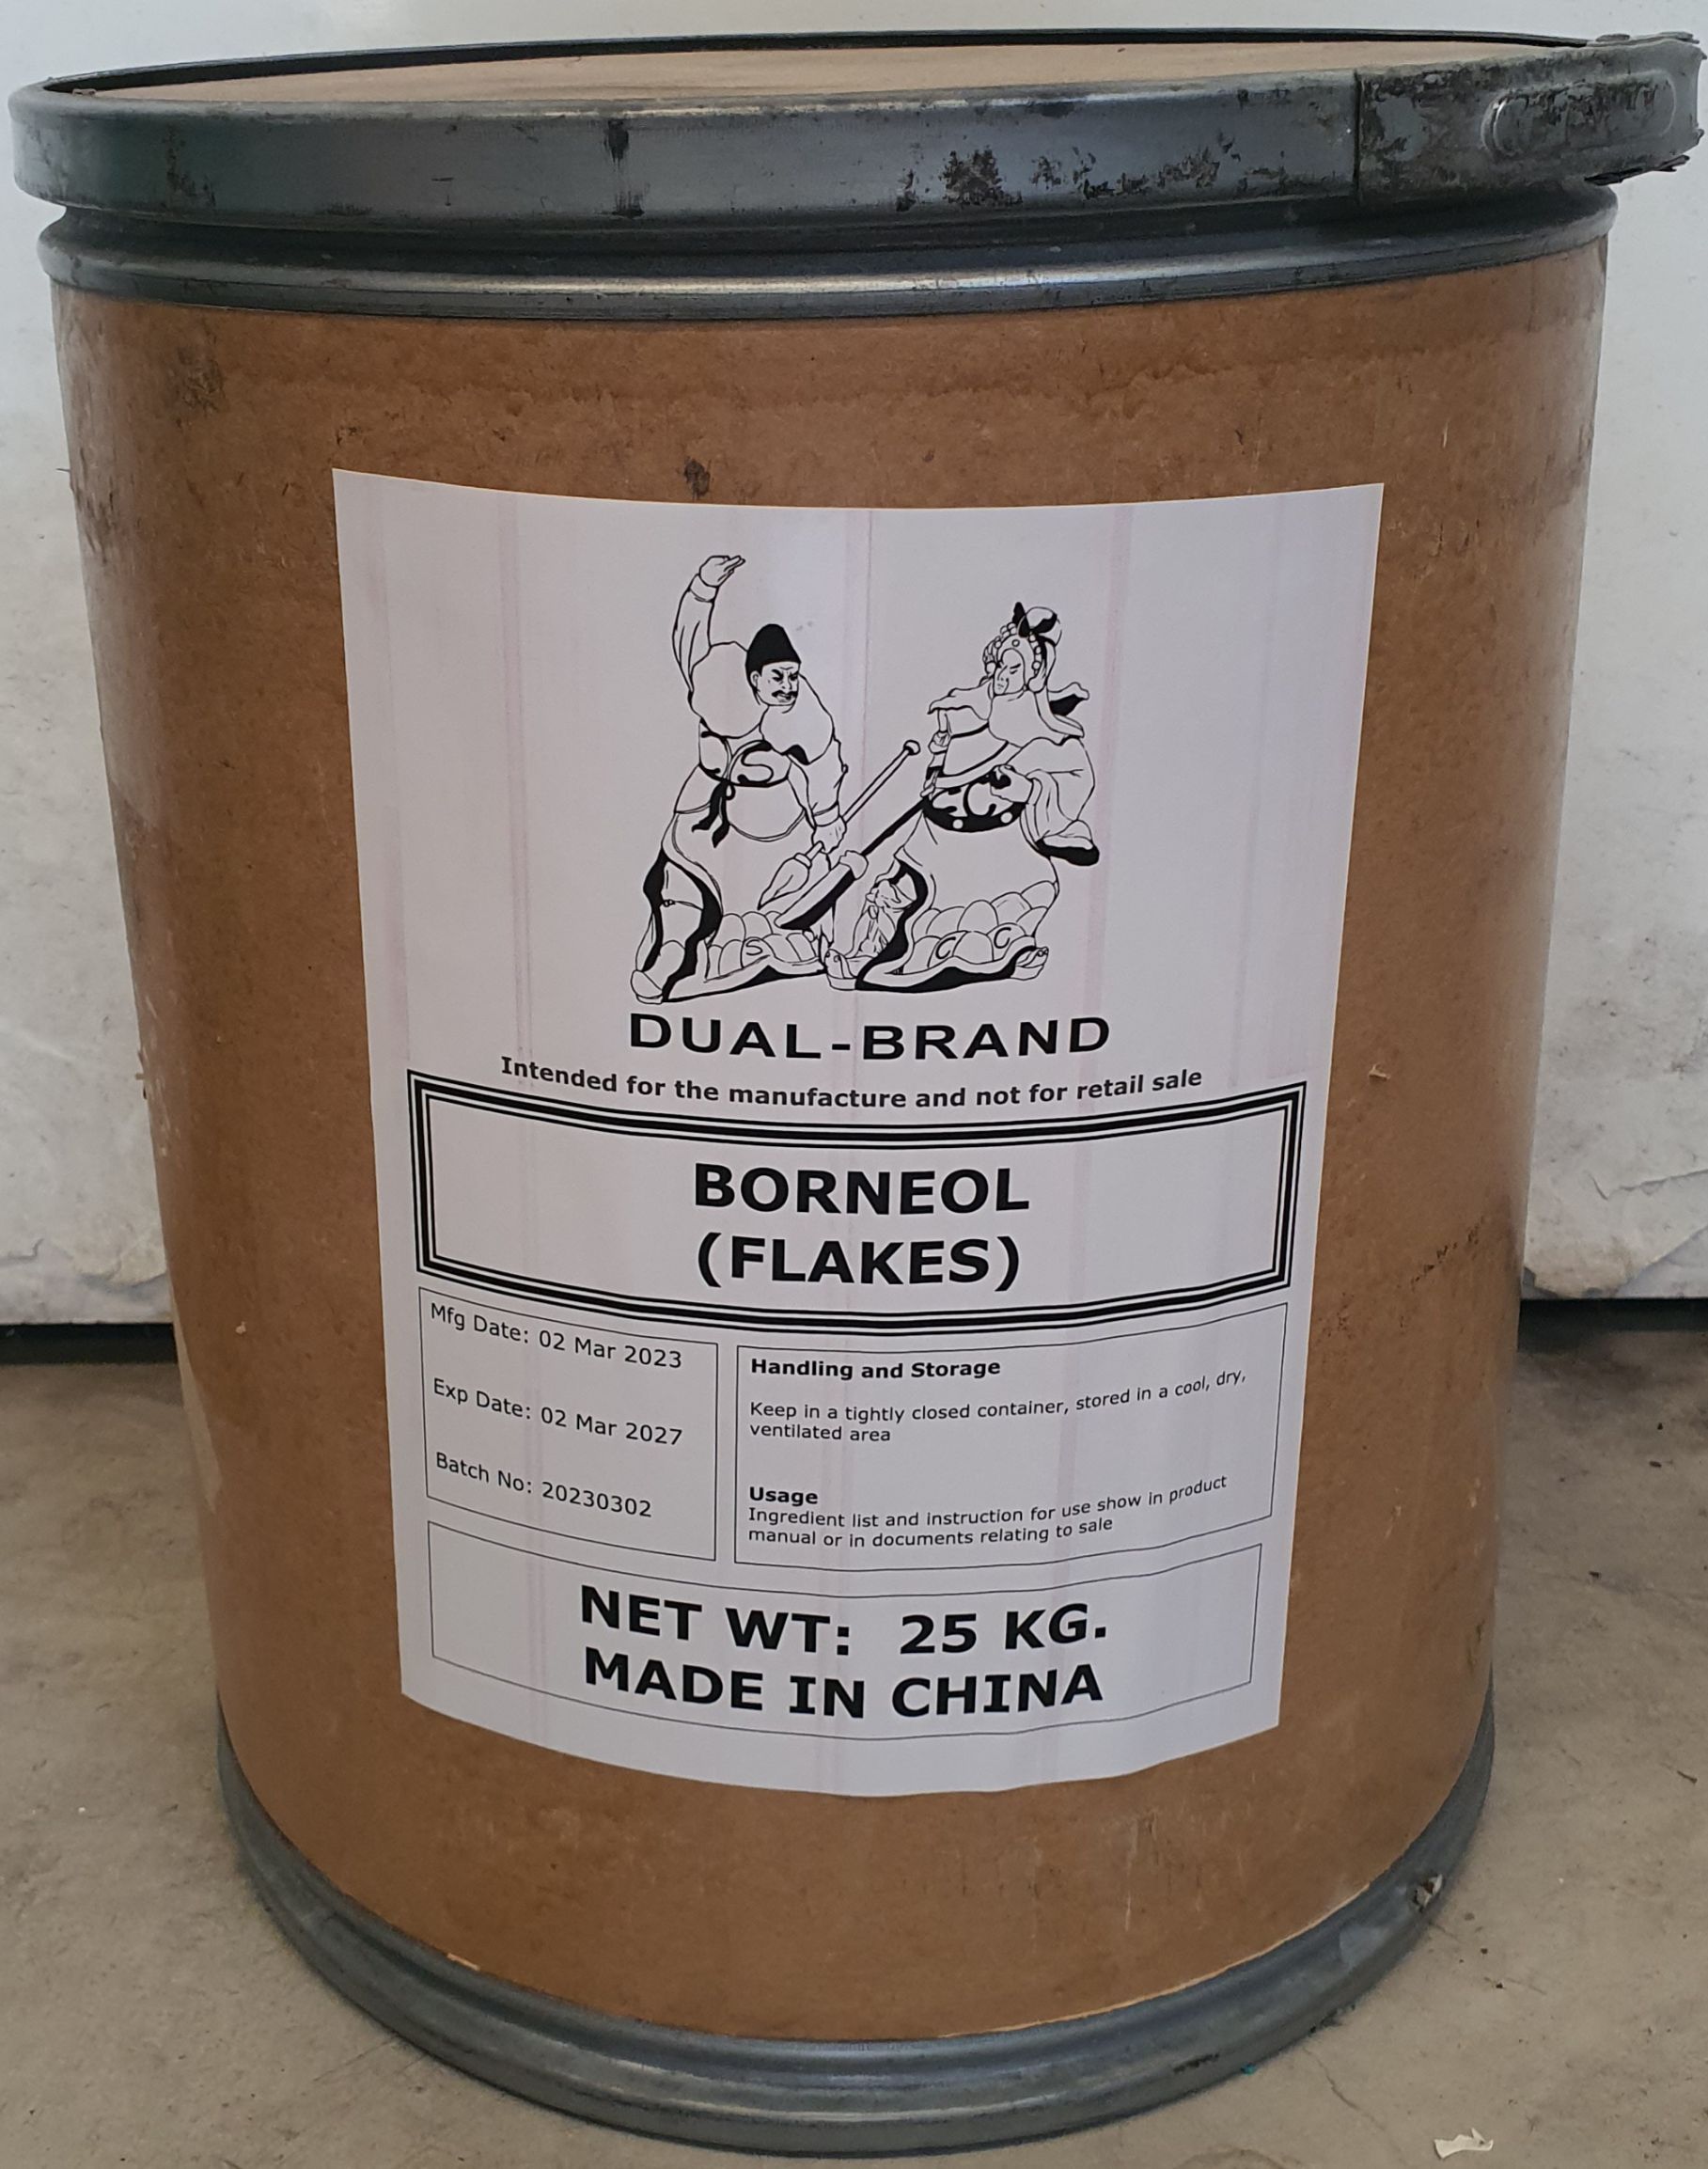 DUAL-BRAND
Intended for the manufacture and not for retail sale
BORNEOL
(FLAKES)
Mfg Date: 02 Mar 2023
Exp Date: 02 Mar 2027
Batch No: 20230302
Handling and Storage
Keep in a tightly closed container, stored in a cool, dry,
ventilated area
Usage
Ingredient list and instruction for use show in product
manual or in documents relating to sale
NET WT: 25 KG.
MADE IN CHINA